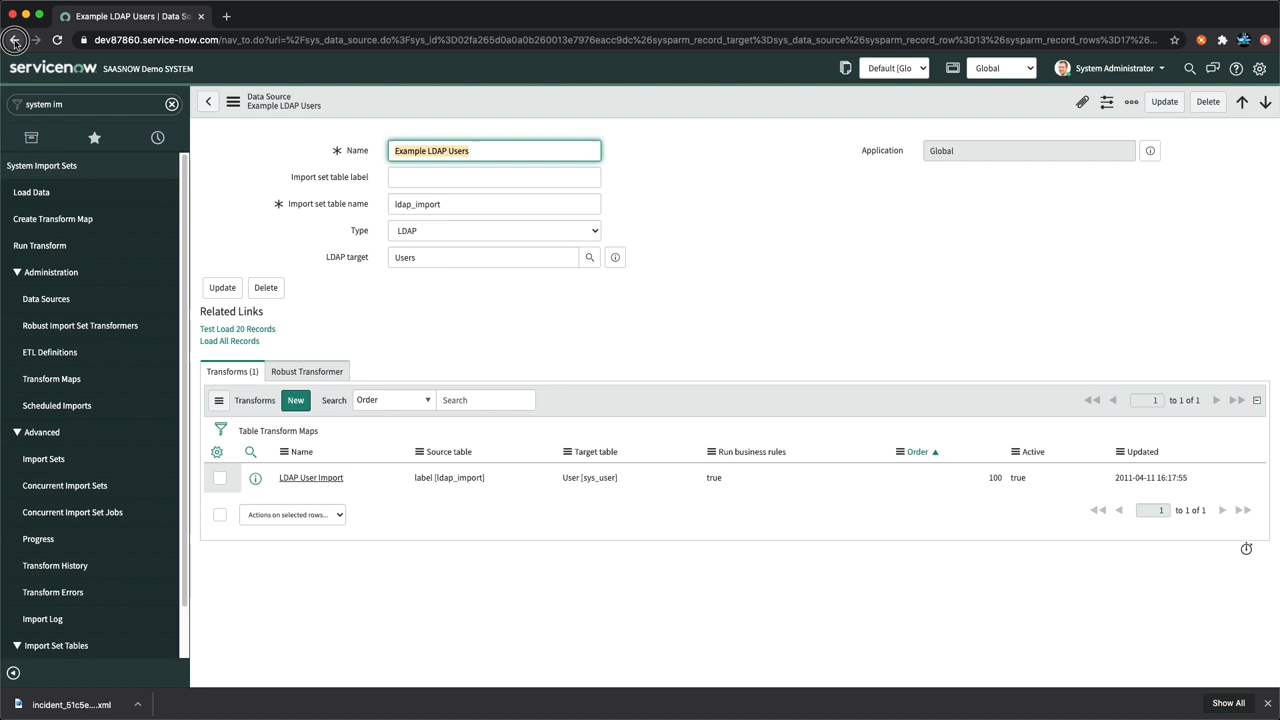 Example LDAP Users | Data So
dev87860.service-now.com/nav_to.do?uri=%2Fsys_data_source.do%3Fsys_id%3D02fa265d0a0a0b260013e7976eacc9dc%26sysparm_record_target%3Dsys_data_source%26sysparm_record_row%3D13%26sysparm_record_rows%3D17%...
servicenow SAASNOW Demo SYSTEM
Default [Glo
Global
System Administrator
system im
Data Source
Example LDAP Users
Update
Delete
Name
Example LDAP Users
Application
Global
Import set table label
Import set table name
ldap_import
Type
LDAP
LDAP target
Users
Update
Delete
Related Links
Test Load 20 Records
Load All Records
Transforms (1)
Robust Transformer
Transforms
New
Search
Order
Search
1 to 1 of 1
Table Transform Maps
Name
Source table
Target table
Run business rules
Order
Active
Updated
LDAP User Import
label [ldap_import]
User [sys_user]
true
100
true
2011-04-11 16:17:55
Actions on selected rows...
1 to 1 of 1
System Import Sets
Load Data
Create Transform Map
Run Transform
Administration
Data Sources
Robust Import Set Transformers
ETL Definitions
Transform Maps
Scheduled Imports
Advanced
Import Sets
Concurrent Import Sets
Concurrent Import Set Jobs
Progress
Transform History
Transform Errors
Import Log
Import Set Tables
incident_51c5e....xml
Show All